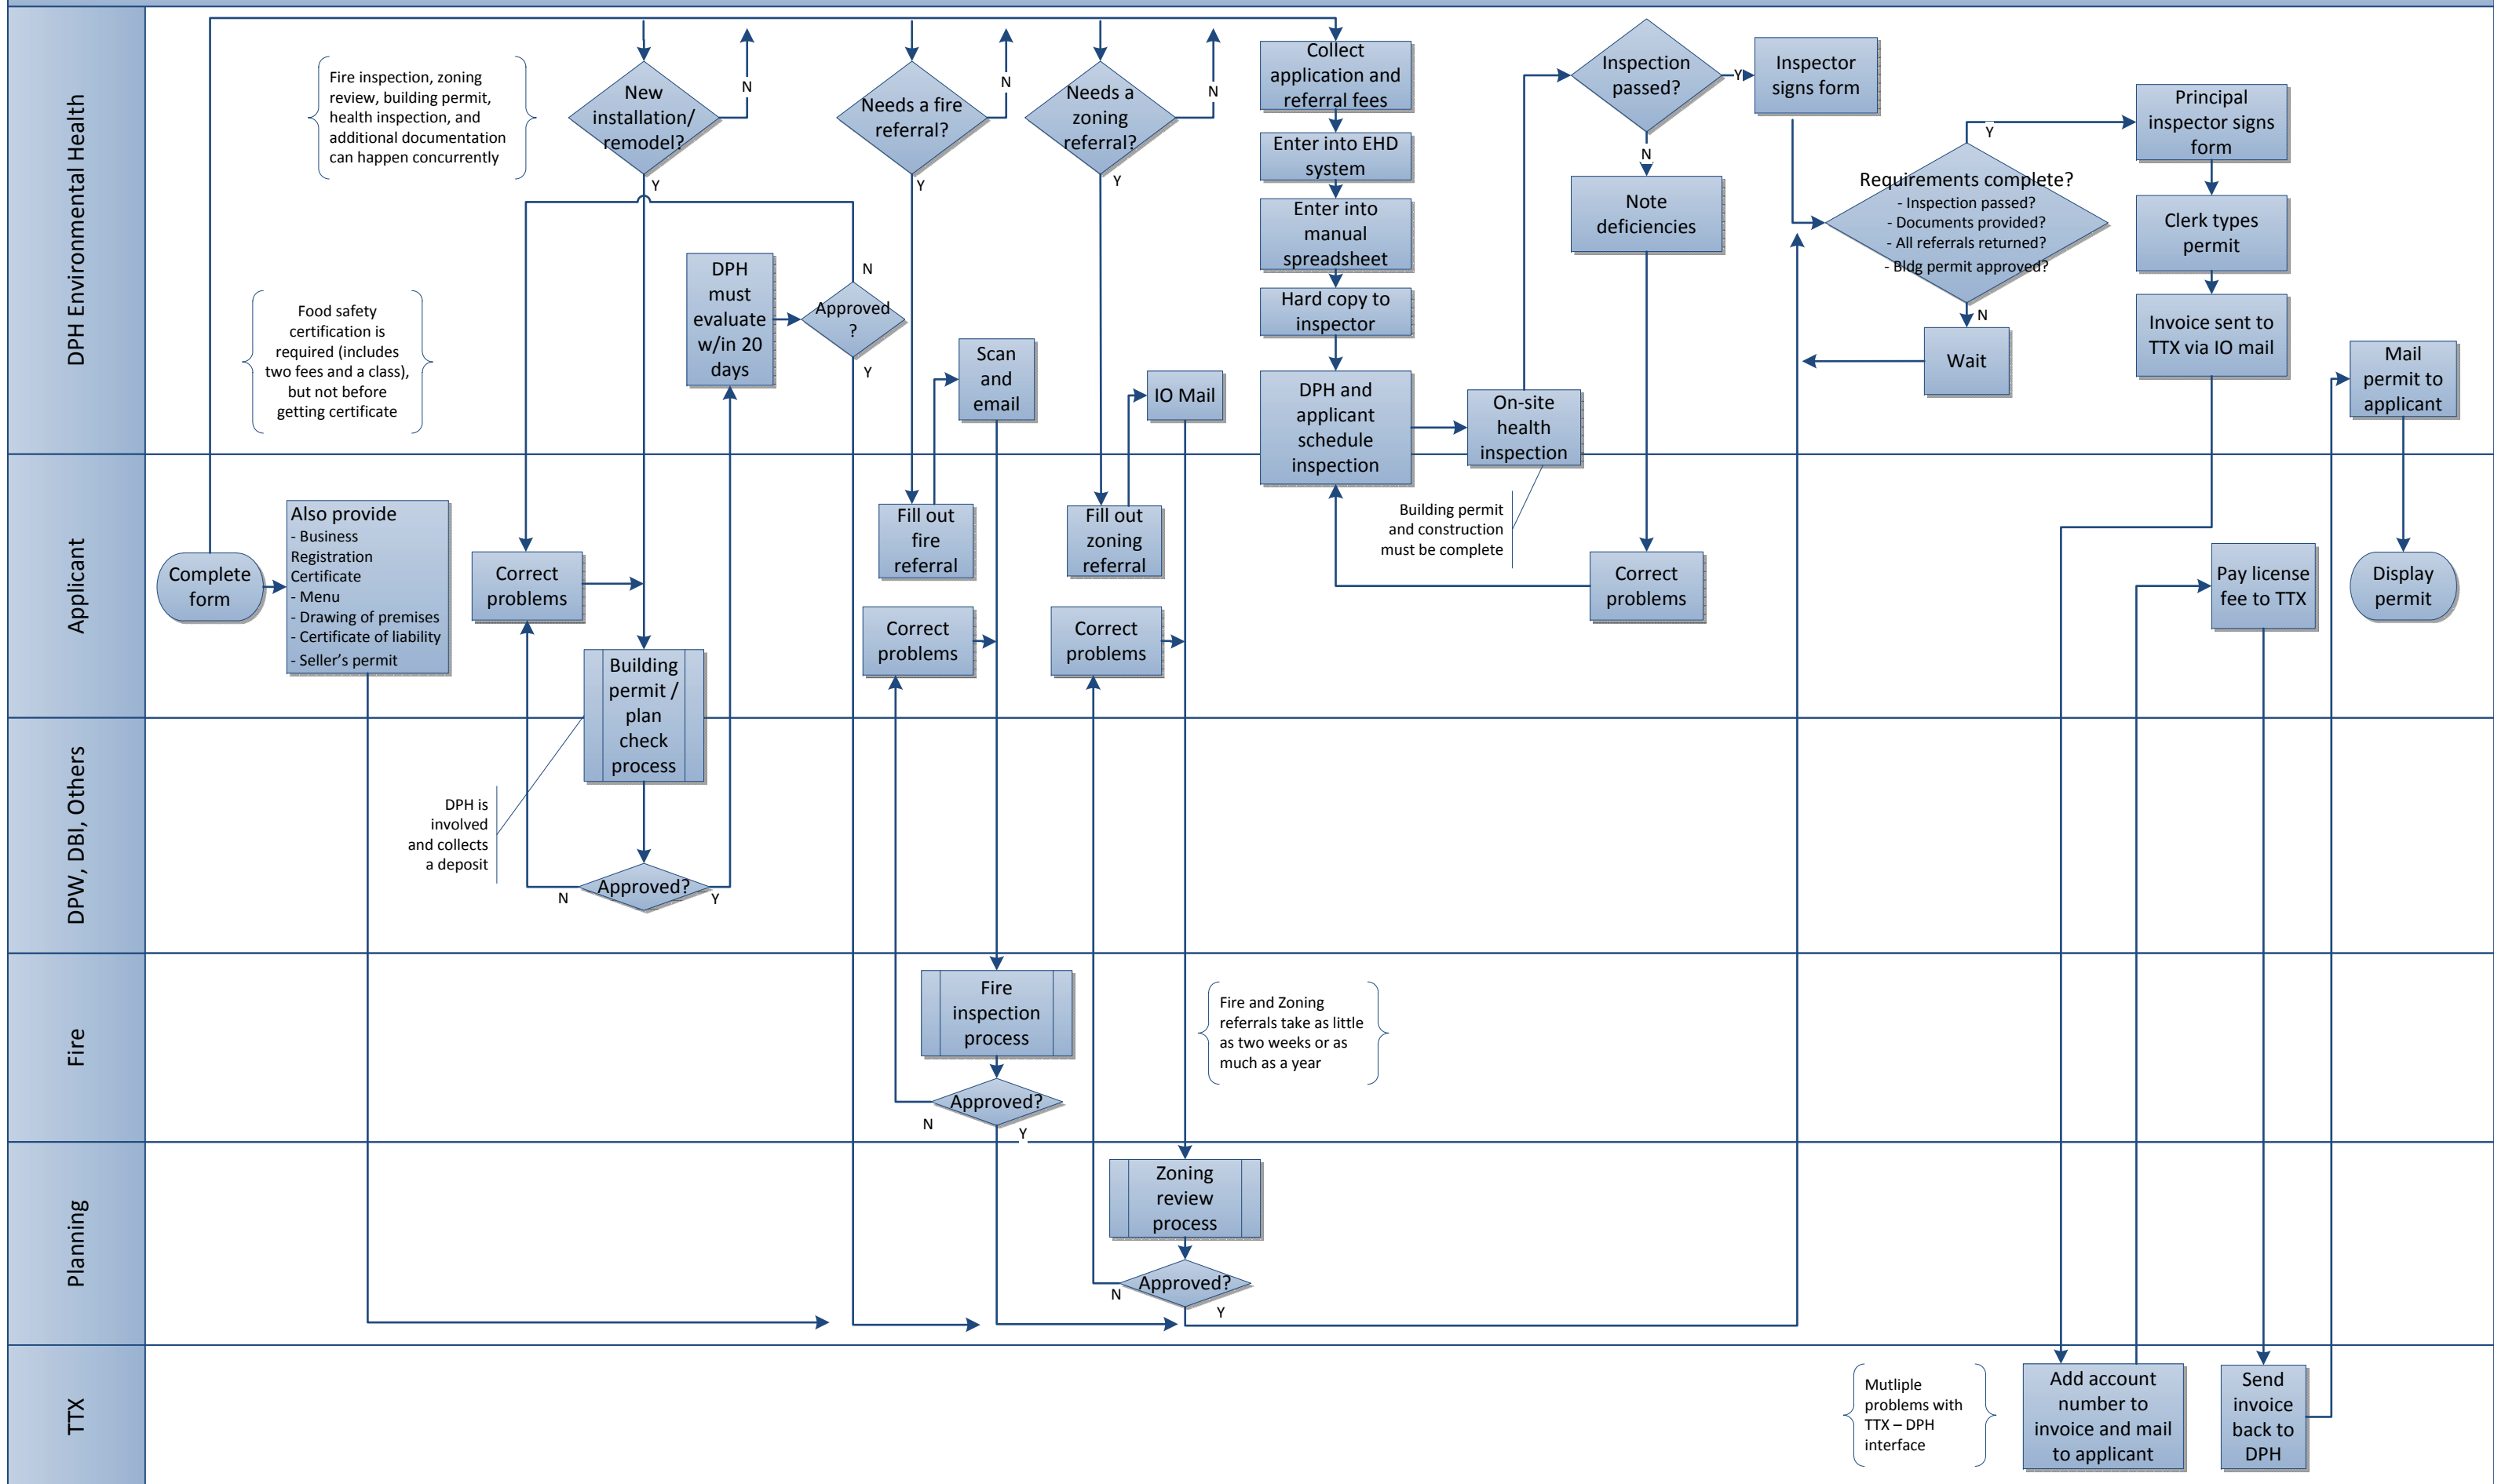 DPH Environmental Health
Fire inspection, zoning
review, building permit,
health inspection, and
additional documentation
can happen concurrently
Food safety
certification is
required (includes
two fees and a class),
but not before
getting certificate
New
installation/
remodel?
N
Y
DPH
must
evaluate
w/in 20
days
Approved
?
N
Y
Needs a fire
referral?
N
Y
Scan
and
email
Needs a
zoning
referral?
N
Y
IO Mail
Collect
application and
referral fees
Enter into EHD
system
Enter into
manual
spreadsheet
Hard copy to
inspector
DPH and
applicant
schedule
inspection
On-site
health
inspection
Inspection
passed?
Y
N
Inspector
signs form
Note
deficiencies
Requirements complete?
- Inspection passed?
- Documents provided?
- All referrals returned?
- Bldg permit approved?
Y
N
Wait
Principal
inspector signs
form
Clerk types
permit
Invoice sent to
TTX via IO mail
Mail
permit to
applicant
Applicant
Complete
form
Also provide
- Business
Registration
Certificate
- Menu
- Drawing of premises
- Certificate of liability
- Seller's permit
Correct
problems
Building
permit /
plan
check
process
Fill out
fire
referral
Correct
problems
Fill out
zoning
referral
Correct
problems
Building permit
and construction
must be complete
Correct
problems
Pay license
fee to TTX
Display
permit
DPW, DBI, Others
DPH is
involved
and collects
a deposit
Approved?
N
Y
Fire
Fire
inspection
process
Approved?
N
Y
Fire and Zoning
referrals take as little
as two weeks or as
much as a year
Planning
Zoning
review
process
Approved?
N
Y
TTX
Mutliple
problems with
TTX – DPH
interface
Add account
number to
invoice and mail
to applicant
Send
invoice
back to
DPH